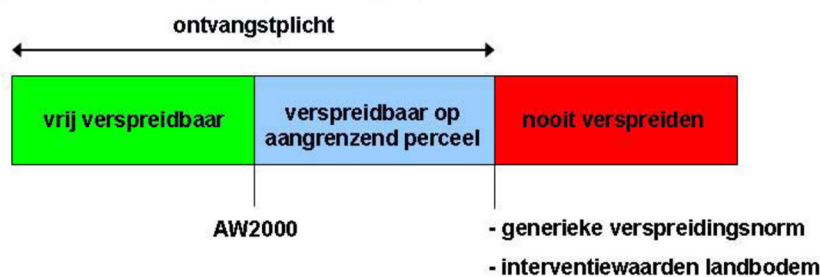 ontvangstplicht
vrij verspreidbaar
verspreidbaar op
aangrenzend perceel
nooit verspreiden
AW2000
- generieke verspreidingsnorm
- interventiewaarden landbodem